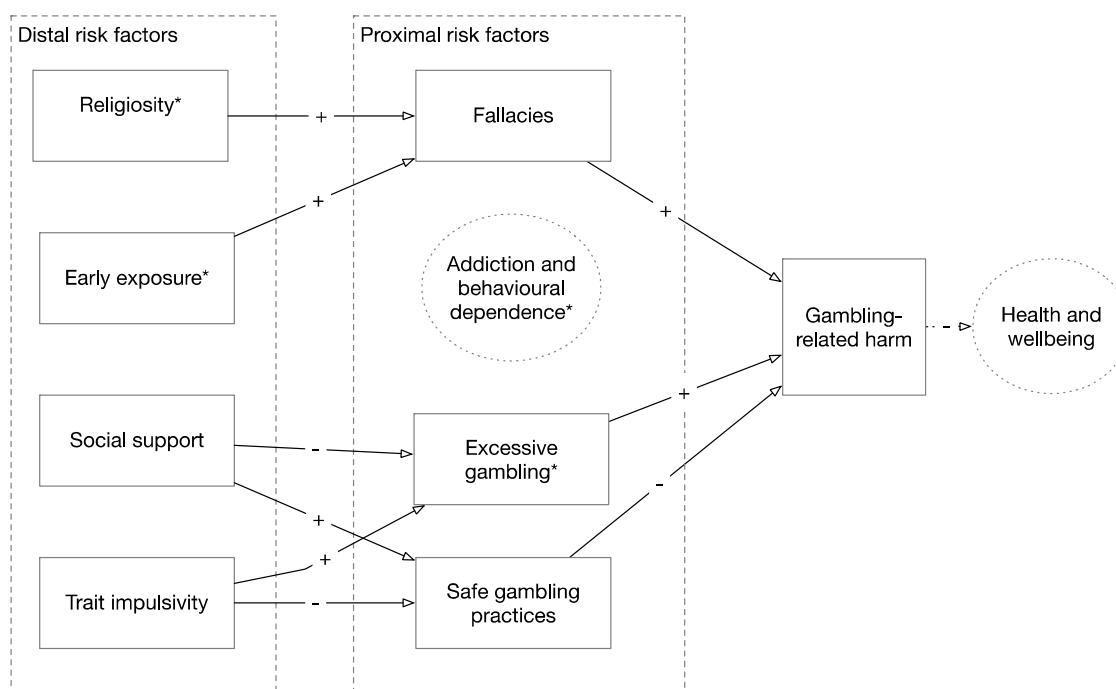 Distal risk factors
Proximal risk factors
Religiosity*
+
Fallacies
+
+
Early exposure*
Addiction and
behavioural
dependence*
Gambling-
related harm
-
Health and
wellbeing
+
Social support
-
Excessive
gambling*
-
+
+
Trait impulsivity
-
Safe gambling
practices